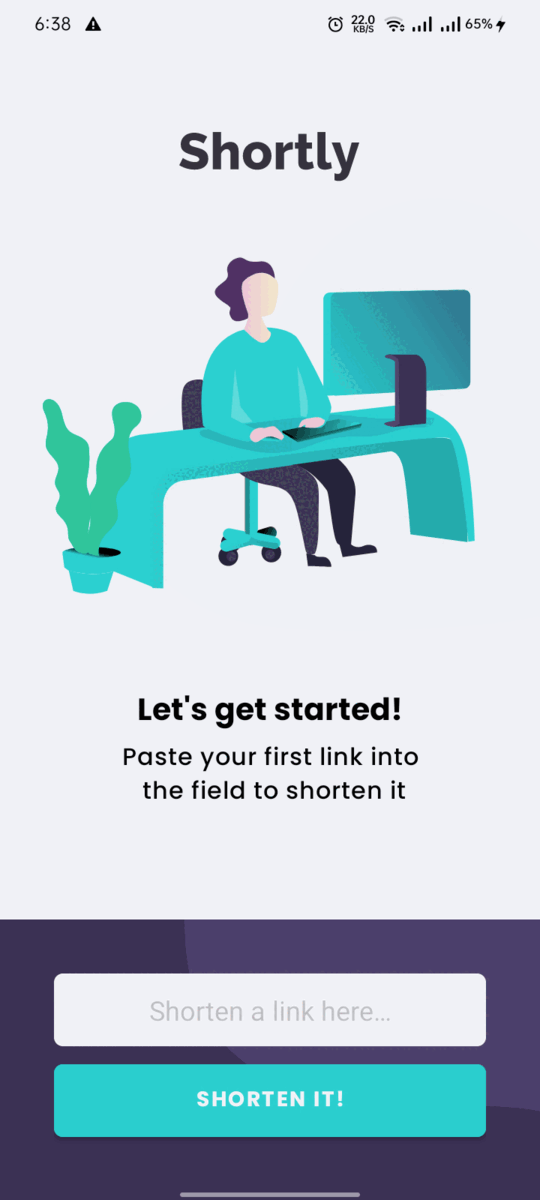 6:38 22.0 KB/S 65%
Shortly
Let's get started!
Paste your first link into
the field to shorten it
Shorten a link here...
SHORTEN IT!